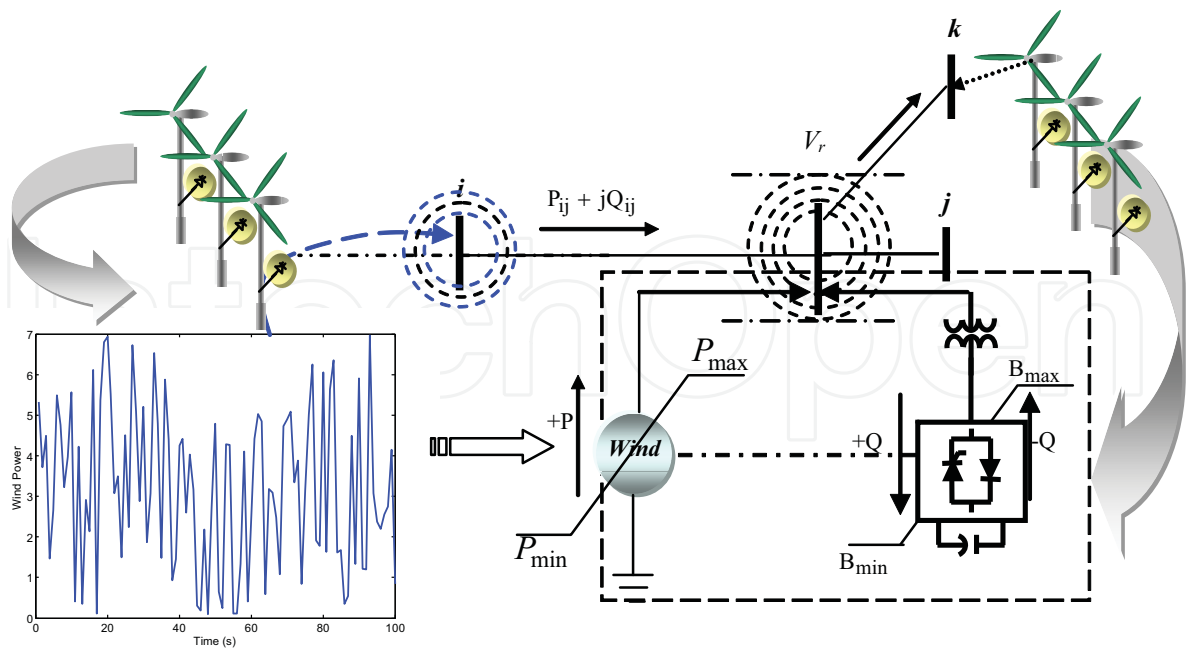 k
V_r
i
P_ij + jQ_ij
j
P_max
B_max
+P
Wind
+Q
-Q
P_min
B_min
7
6
5
4
3
2
1
0
Wind Power
0
20
40
60
80
100
Time (s)